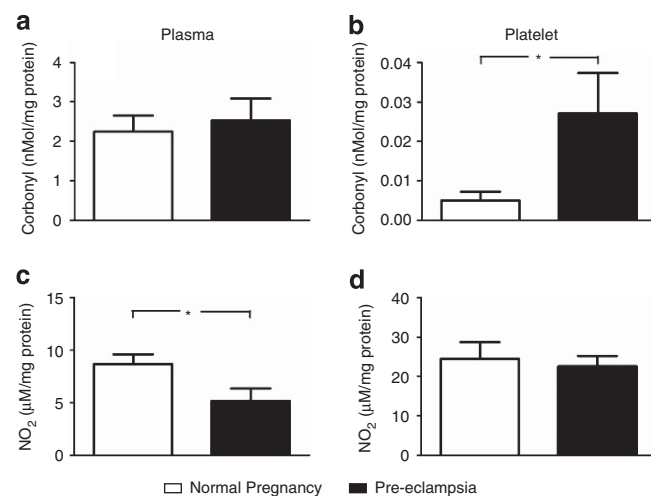 a
Plasma
Corbonyl (nMol/mg protein)
4
3
2
1
0
b
Platelet
Corbonyl (nMol/mg protein)
0.04
0.03
0.02
0.01
0.00
*
c
NO2 (µM/mg protein)
15
10
5
0
*
d
NO2 (µM/mg protein)
40
30
20
10
0
Normal Pregnancy Pre-eclampsia